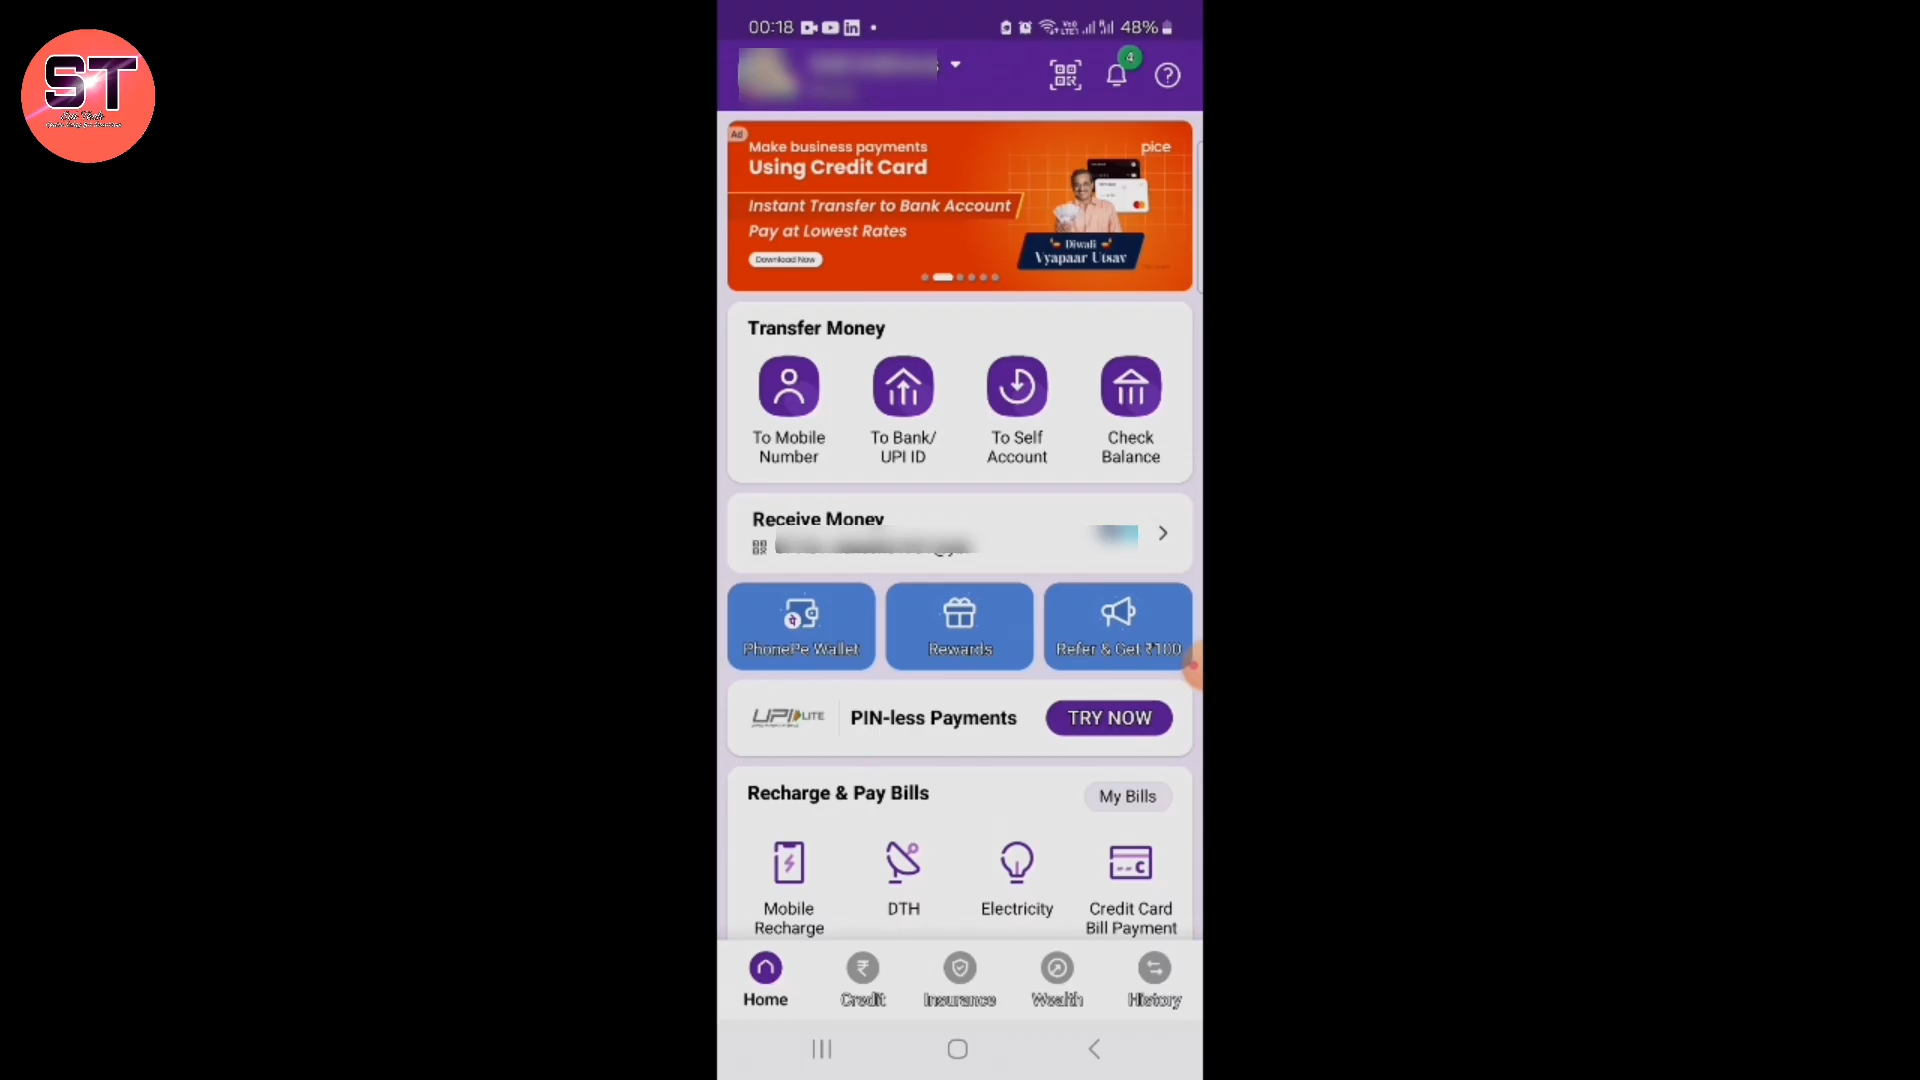 00:18
48%
ST
4
Ad
Make business payments
Using Credit Card
pice
Instant Transfer to Bank Account
Pay at Lowest Rates
Diwali
Vyapaar Utsav
Download Now
Transfer Money
To Mobile
Number
To Bank/
UPI ID
To Self
Account
Check
Balance
Receive Money
PhonePe Wallet
Rewards
Refer & Get ₹100
UPI LITE
PIN-less Payments
TRY NOW
Recharge & Pay Bills
My Bills
Mobile
Recharge
DTH
Electricity
Credit Card
Bill Payment
Home
Credit
Insurance
Wealth
History